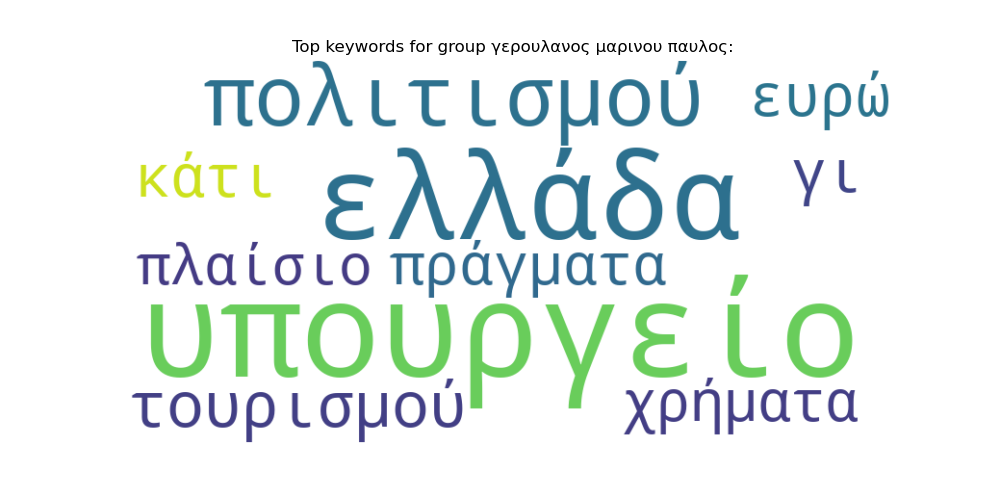 Top keywords for group γερουλανος μαρινου παυλος:
πολιτισμού ευρώ
κάτι ελλάδα γι
πλαίσιο πράγματα
υπουργείο
τουρισμού χρήματα